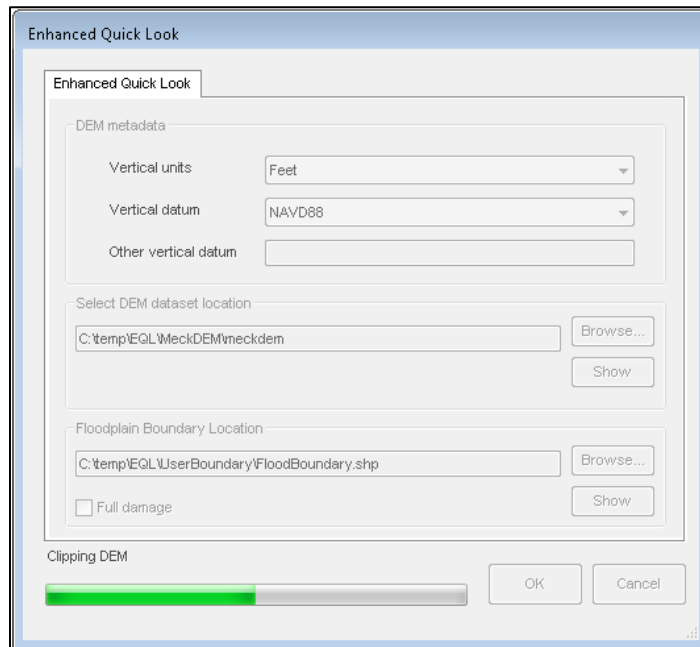 Enhanced Quick Look
Enhanced Quick Look
DEM metadata
Vertical units
Feet
Vertical datum
NAVD88
Other vertical datum
Select DEM dataset location
C:\temp\EQL\MeckDEM\meckdem
Browse...
Show
Floodplain Boundary Location
C:\temp\EQL\UserBoundary\FloodBoundary.shp
Browse...
Full damage
Show
Clipping DEM
OK
Cancel